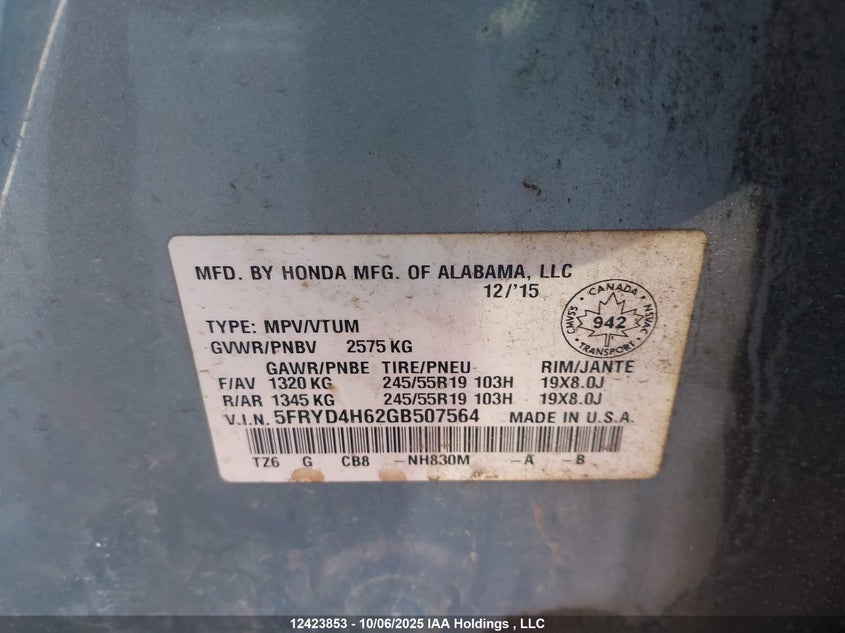 MFD. BY HONDA MFG. OF ALABAMA, LLC
12/'15
TYPE: MPV/VTUM
GVWR/PNBV 2575 KG
GAWR/PNBE TIRE/PNEU RIM/JANTE
F/AV 1320 KG 245/55R19 103H 19X8.0J
R/AR 1345 KG 245/55R19 103H 19X8.0J
V.I.N. 5FRYD4H62GB507564 MADE IN U.S.A.
TZ6 G CB8 -NH830M -A -B
CANADA
CMVSS 942 NSVAC
TRANSPORT
12423853 - 10/06/2025 IAA Holdings , LLC